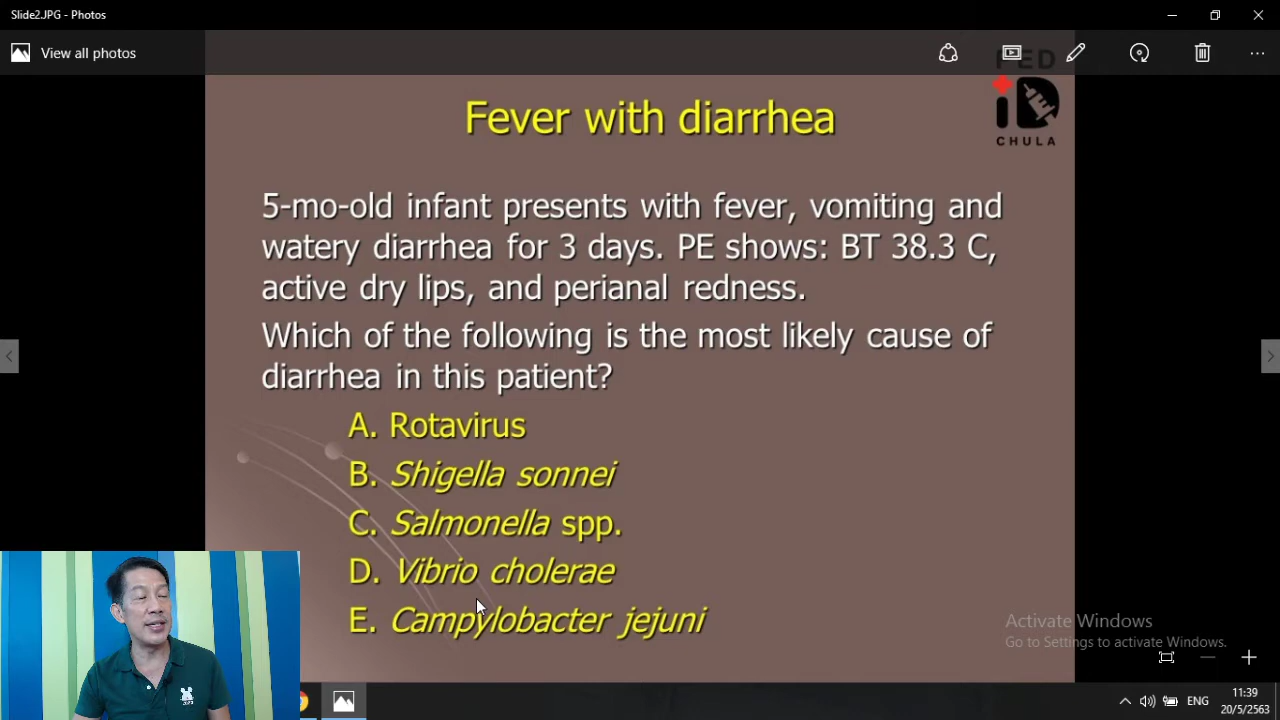 Slide2.JPG - Photos
View all photos
PED
iD
CHULA
Fever with diarrhea
5-mo-old infant presents with fever, vomiting and
watery diarrhea for 3 days. PE shows: BT 38.3 C,
active dry lips, and perianal redness.
Which of the following is the most likely cause of
diarrhea in this patient?
A. Rotavirus
B. Shigella sonnei
C. Salmonella spp.
D. Vibrio cholerae
E. Campylobacter jejuni
Activate Windows
Go to Settings to activate Windows.
ENG
11:39
20/5/2563